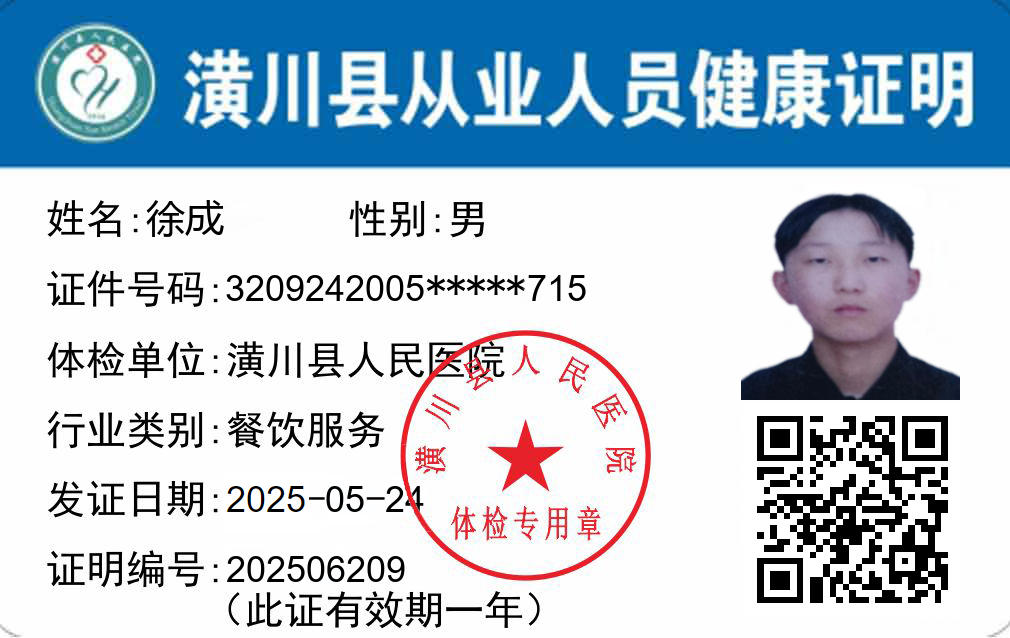 潢川县从业人员健康证明
姓名:徐成 性别:男
证件号码:3209242005*****715
体检单位:潢川县人民医院
行业类别:餐饮服务
发证日期:2025-05-24
证明编号:202506209
（此证有效期一年）
潢川县人民医院
体检专用章